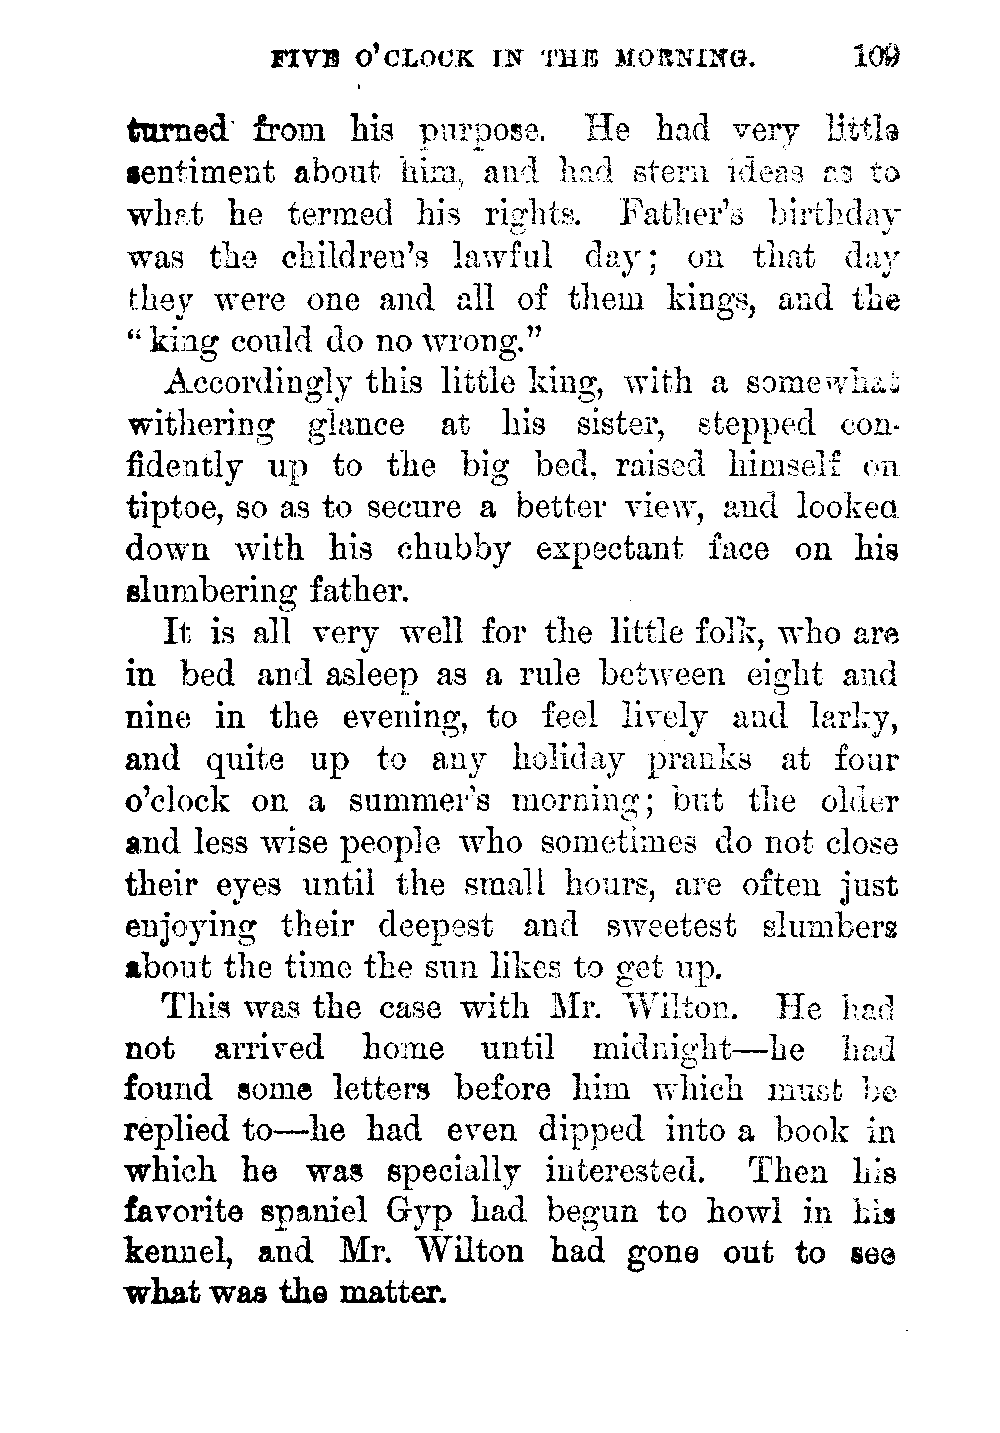 FIVE O'CLOCK IN THE MORNING. 109
turned from his purpose. He had very little
sentiment about him, and had stern ideas as to
what he termed his rights. Father's birthday
was the children's lawful day; on that day
they were one and all of them kings, and the
“king could do no wrong.”
Accordingly this little king, with a somewhat
withering glance at his sister, stepped con-
fidently up to the big bed, raised himself on
tiptoe, so as to secure a better view, and looked
down with his chubby expectant face on his
slumbering father.
It is all very well for the little folk, who are
in bed and asleep as a rule between eight and
nine in the evening, to feel lively and larky,
and quite up to any holiday pranks at four
o'clock on a summer's morning; but the older
and less wise people who sometimes do not close
their eyes until the small hours, are often just
enjoying their deepest and sweetest slumbers
about the time the sun likes to get up.
This was the case with Mr. Wilton. He had
not arrived home until midnight—he had
found some letters before him which must be
replied to—he had even dipped into a book in
which he was specially interested. Then his
favorite spaniel Gyp had begun to howl in his
kennel, and Mr. Wilton had gone out to see
what was the matter.